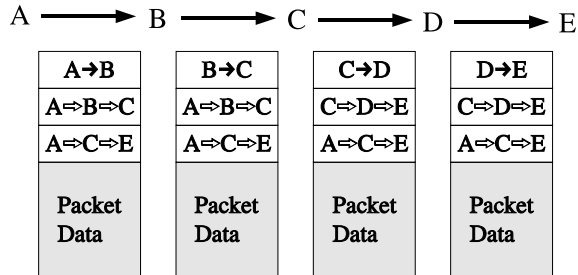 A B C D E
A→B B→C C→D D→E
A⇨B⇨C A⇨B⇨C C⇨D⇨E C⇨D⇨E
A⇨C⇨E A⇨C⇨E A⇨C⇨E A⇨C⇨E
Packet Packet Packet Packet
Data Data Data Data